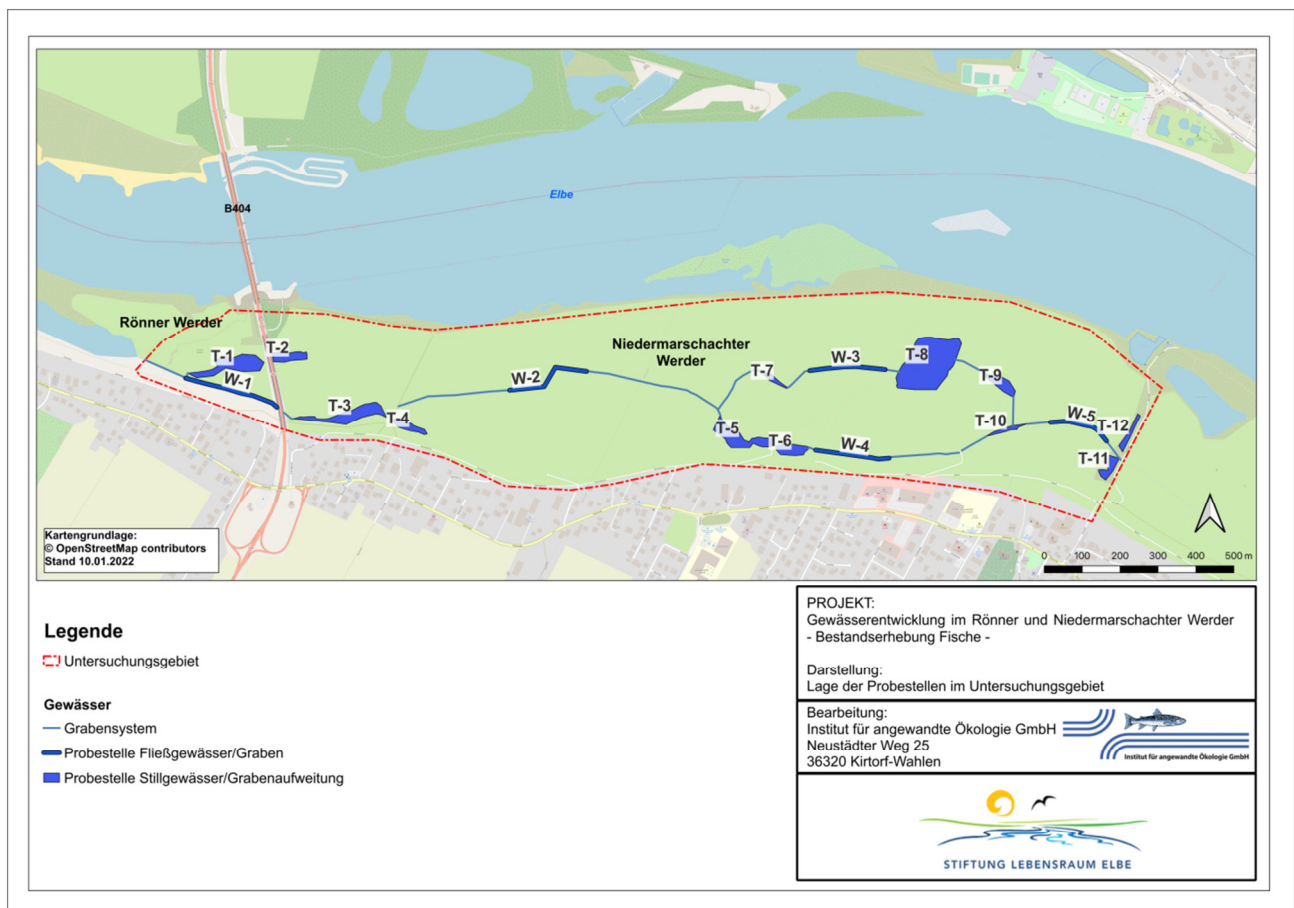 Elbe
B404
Rönner Werder
Niedermarschachter
Werder
T-1
T-2
W-1
T-3
T-4
W-2
T-7
W-3
T-8
T-9
T-5
T-6
W-4
T-10
W-5
T-12
T-11
Kartengrundlage:
© OpenStreetMap contributors
Stand 10.01.2022
0 100 200 300 400 500 m
Legende
Untersuchungsgebiet
Gewässer
Grabensystem
Probestelle Fließgewässer/Graben
Probestelle Stillgewässer/Grabenaufweitung
PROJEKT:
Gewässerentwicklung im Rönner und Niedermarschachter Werder
- Bestandserhebung Fische -
Darstellung:
Lage der Probestellen im Untersuchungsgebiet
Bearbeitung:
Institut für angewandte Ökologie GmbH
Neustädter Weg 25
36320 Kirtorf-Wahlen
Institut für angewandte Ökologie GmbH
STIFTUNG LEBENSRAUM ELBE